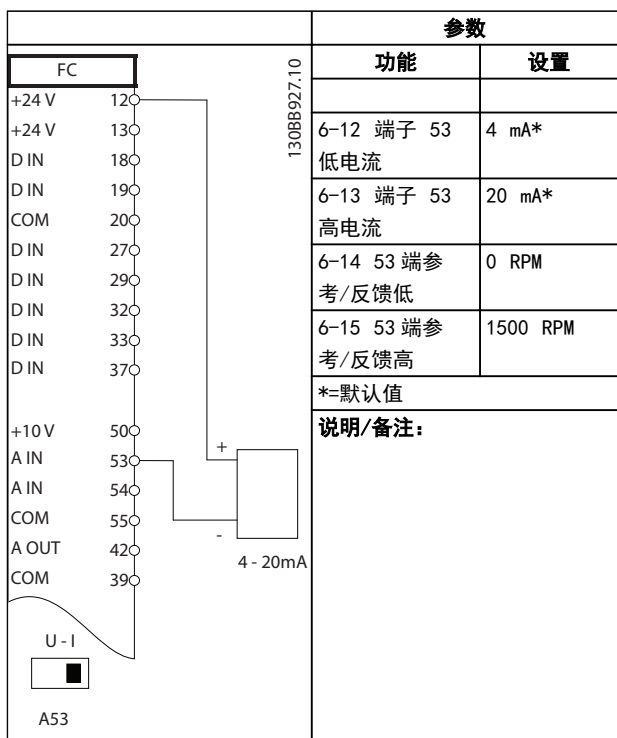 参数
功能 设置
6-12 端子 53 低电流 4 mA*
6-13 端子 53 高电流 20 mA*
6-14 53 端参考/反馈低 0 RPM
6-15 53 端参考/反馈高 1500 RPM
*=默认值
说明/备注:
FC
+24 V 12
+24 V 13
D IN 18
D IN 19
COM 20
D IN 27
D IN 29
D IN 32
D IN 33
D IN 37
+10 V 50
A IN 53
A IN 54
COM 55
A OUT 42
COM 39
+
-
4 - 20mA
U - I
A53
130BB927.10